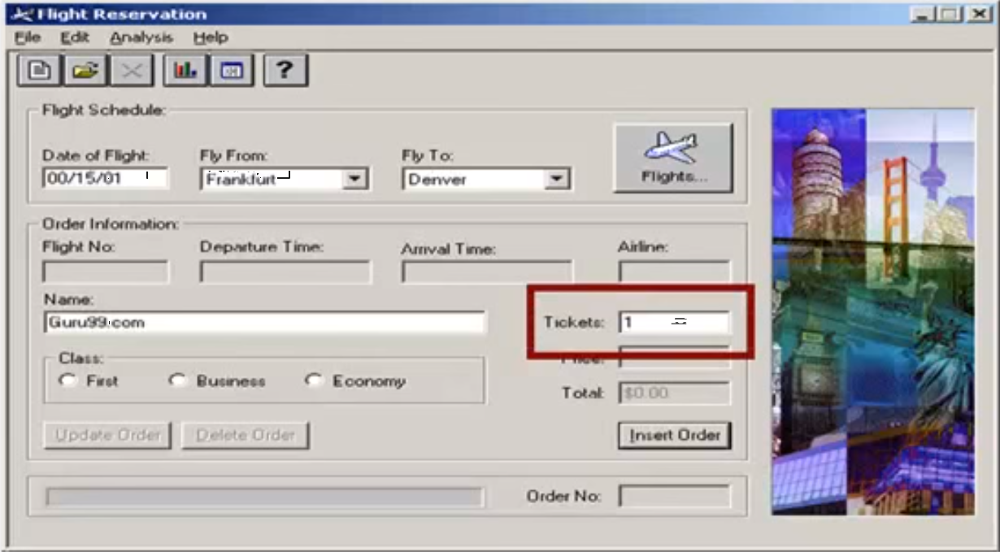 Flight Reservation
File Edit Analysis Help
?
Flight Schedule:
Date of Flight: Fly From: Fly To:
00/15/01 Frankfurt Denver Flights...
Order Information:
Flight No: Departure Time: Arrival Time: Airline:
Name:
Guru99.com Tickets: 1
Class: Price:
First Business Economy
Total: $0.00
Update Order Delete Order Insert Order
Order No: